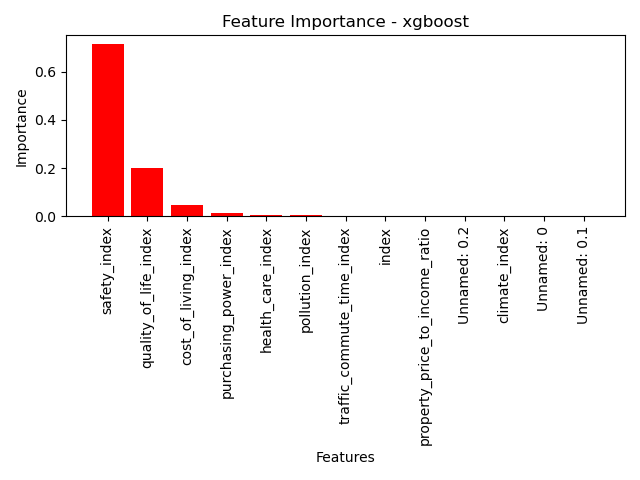 Feature Importance - xgboost
Importance
0.6
0.4
0.2
0.0
safety_index
quality_of_life_index
cost_of_living_index
purchasing_power_index
health_care_index
pollution_index
traffic_commute_time_index
index
property_price_to_income_ratio
Unnamed: 0.2
climate_index
Unnamed: 0
Unnamed: 0.1
Features